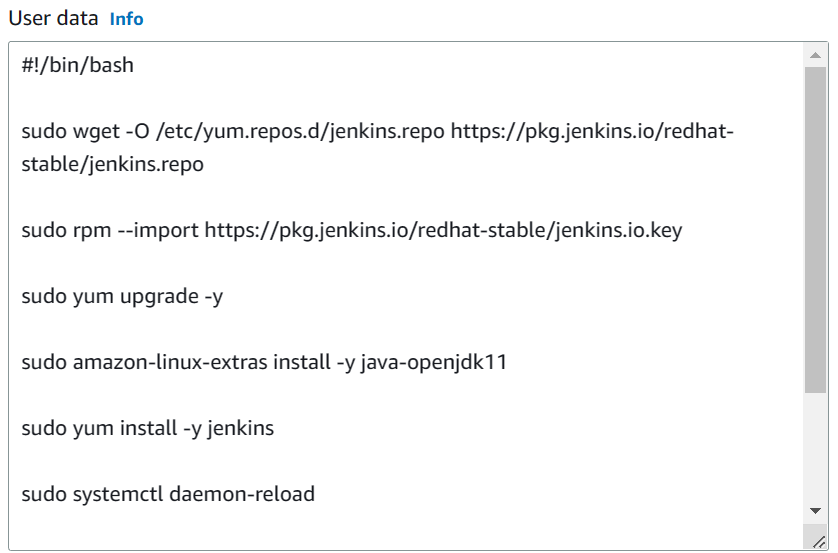 User data Info
#!/bin/bash
sudo wget -O /etc/yum.repos.d/jenkins.repo https://pkg.jenkins.io/redhat-
stable/jenkins.repo
sudo rpm --import https://pkg.jenkins.io/redhat-stable/jenkins.io.key
sudo yum upgrade -y
sudo amazon-linux-extras install -y java-openjdk11
sudo yum install -y jenkins
sudo systemctl daemon-reload